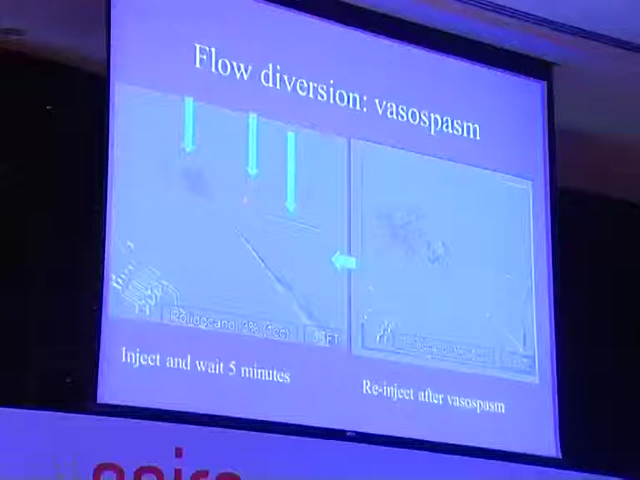 Flow diversion: vasospasm
Polidocanol 3% (1cc)
Inject and wait 5 minutes
Re-inject after vasospasm